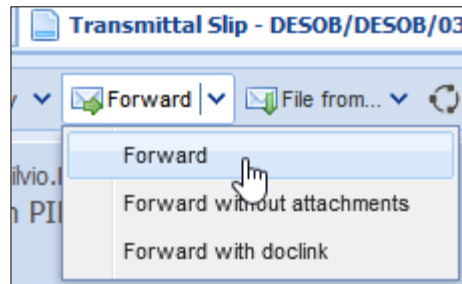 Transmittal Slip - DESOB/DESOB/03
Forward File from...
Forward
Forward without attachments
Forward with doclink